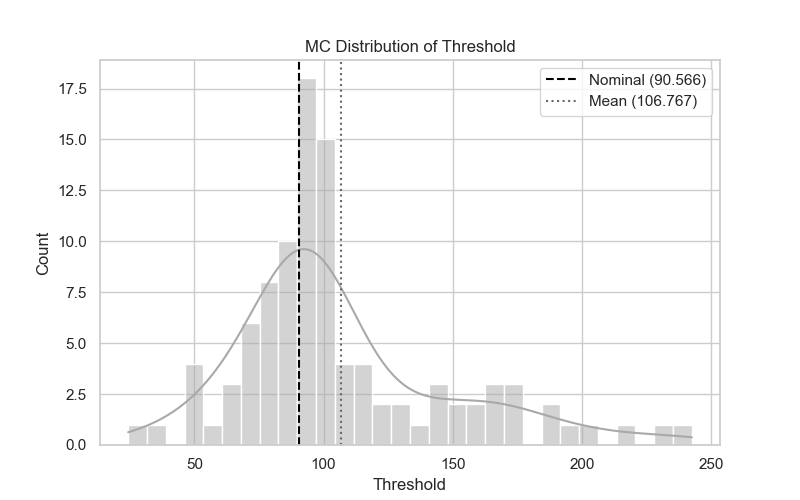 MC Distribution of Threshold
Nominal (90.566)
Mean (106.767)
17.5
15.0
12.5
10.0
7.5
5.0
2.5
0.0
Count
50
100
150
200
250
Threshold